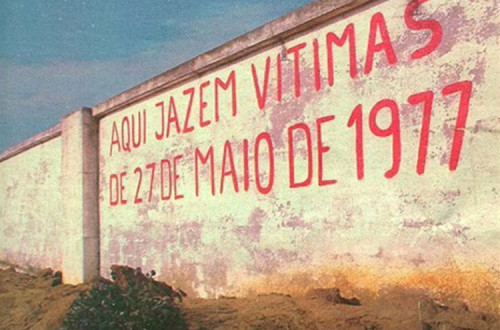 AQUI JAZEM VITIMAS
DE 27 DE MAIO DE 1977